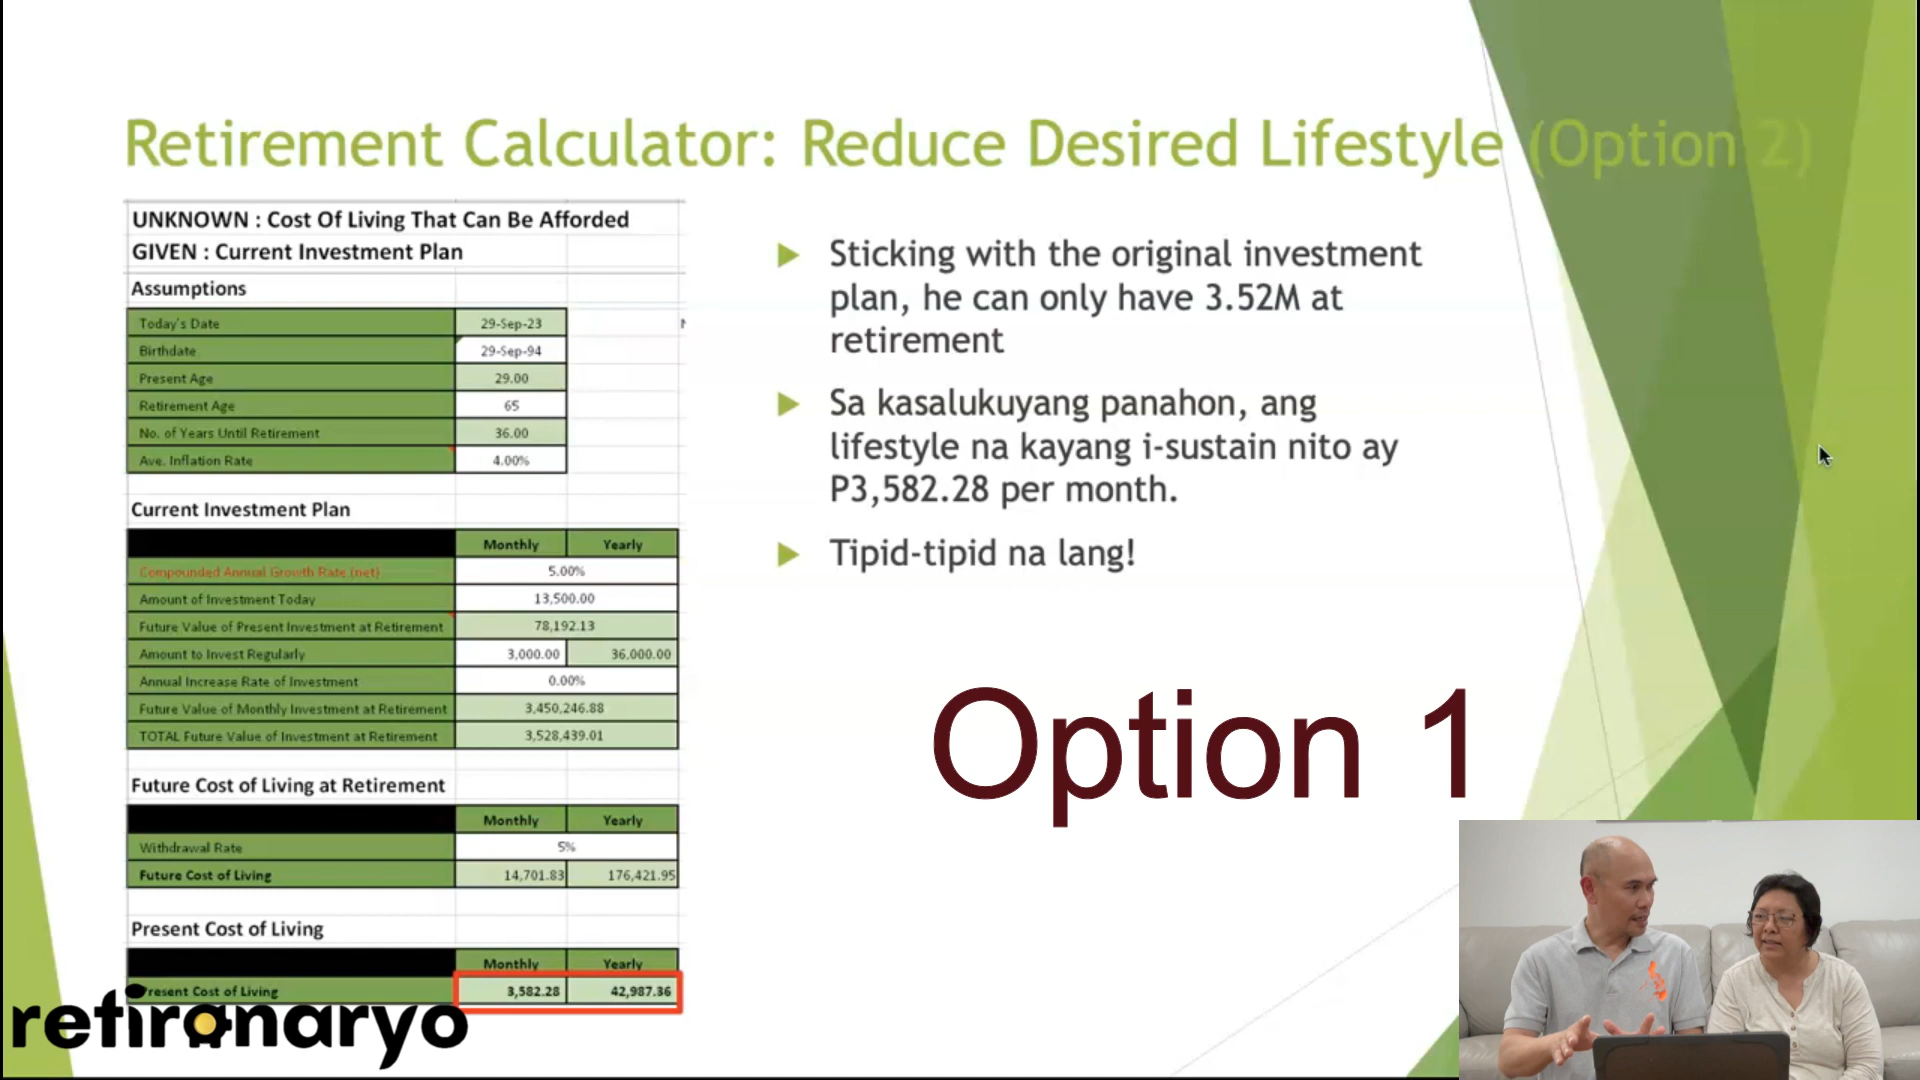 Retirement Calculator: Reduce Desired Lifestyle (Option 2)
UNKNOWN : Cost Of Living That Can Be Afforded
GIVEN : Current Investment Plan
Assumptions
Today's Date 29-Sep-23
Birthdate 29-Sep-94
Present Age 29.00
Retirement Age 65
No. of Years Until Retirement 36.00
Ave. Inflation Rate 4.00%
Current Investment Plan
Monthly Yearly
Compounded Annual Growth Rate (net) 5.00%
Amount of Investment Today 13,500.00
Future Value of Present Investment at Retirement 78,192.13
Amount to Invest Regularly 3,000.00 36,000.00
Annual Increase Rate of Investment 0.00%
Future Value of Monthly Investment at Retirement 3,450,246.88
TOTAL Future Value of Investment at Retirement 3,528,439.01
Future Cost of Living at Retirement
Monthly Yearly
Withdrawal Rate 5%
Future Cost of Living 14,701.83 176,421.95
Present Cost of Living
Monthly Yearly
Present Cost of Living 3,582.28 42,987.36
Sticking with the original investment
plan, he can only have 3.52M at
retirement
Sa kasalukuyang panahon, ang
lifestyle na kayang i-sustain nito ay
P3,582.28 per month.
Tipid-tipid na lang!
Option 1
retiranaryo